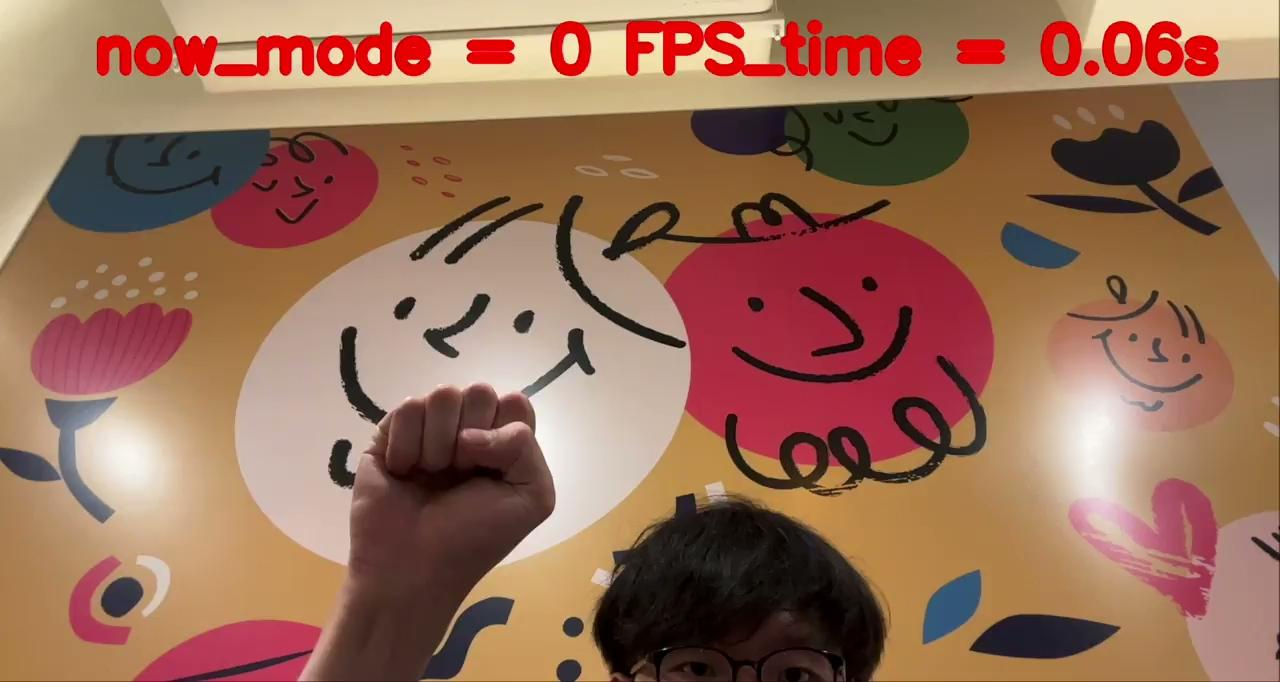 now_mode = 0 FPS_time = 0.06s